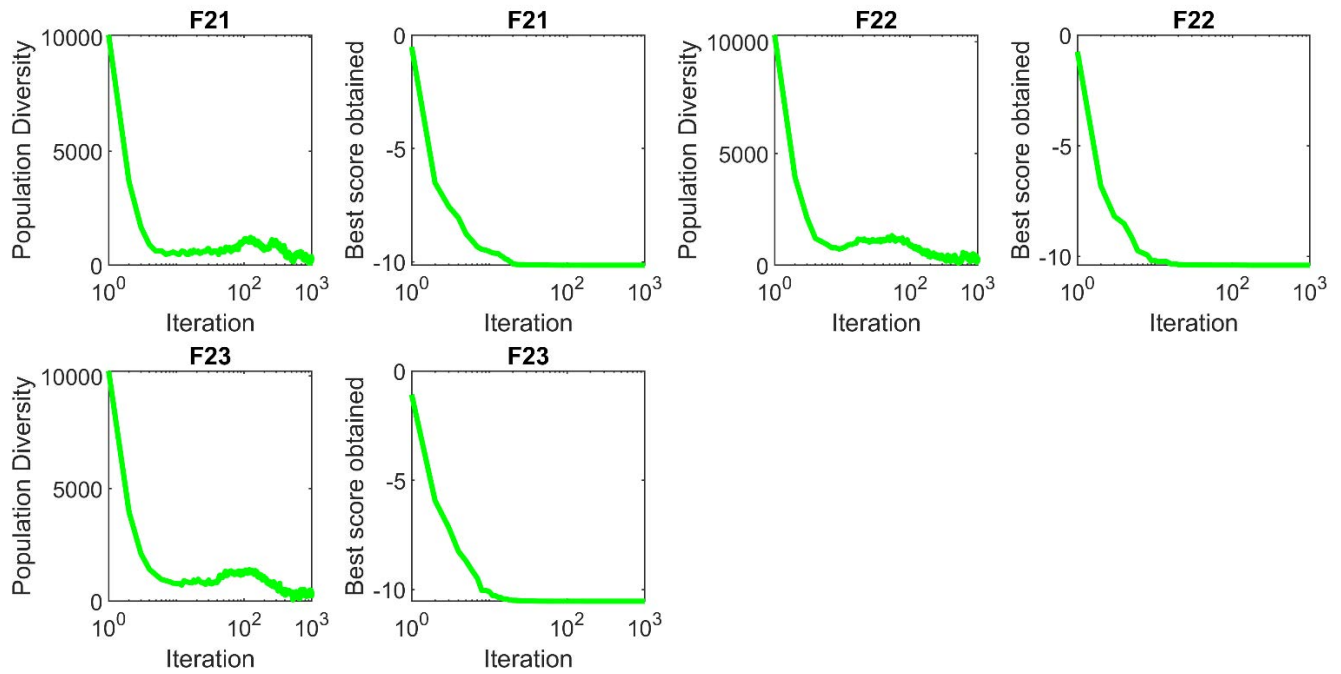 F21
10000
5000
0
Population Diversity
10^0
10^2
10^3
Iteration
F21
0
-5
-10
Best score obtained
10^0
10^2
10^3
Iteration
F22
10000
5000
0
Population Diversity
10^0
10^2
10^3
Iteration
F22
0
-5
-10
Best score obtained
10^0
10^2
10^3
Iteration
F23
10000
5000
0
Population Diversity
10^0
10^2
10^3
Iteration
F23
0
-5
-10
Best score obtained
10^0
10^2
10^3
Iteration